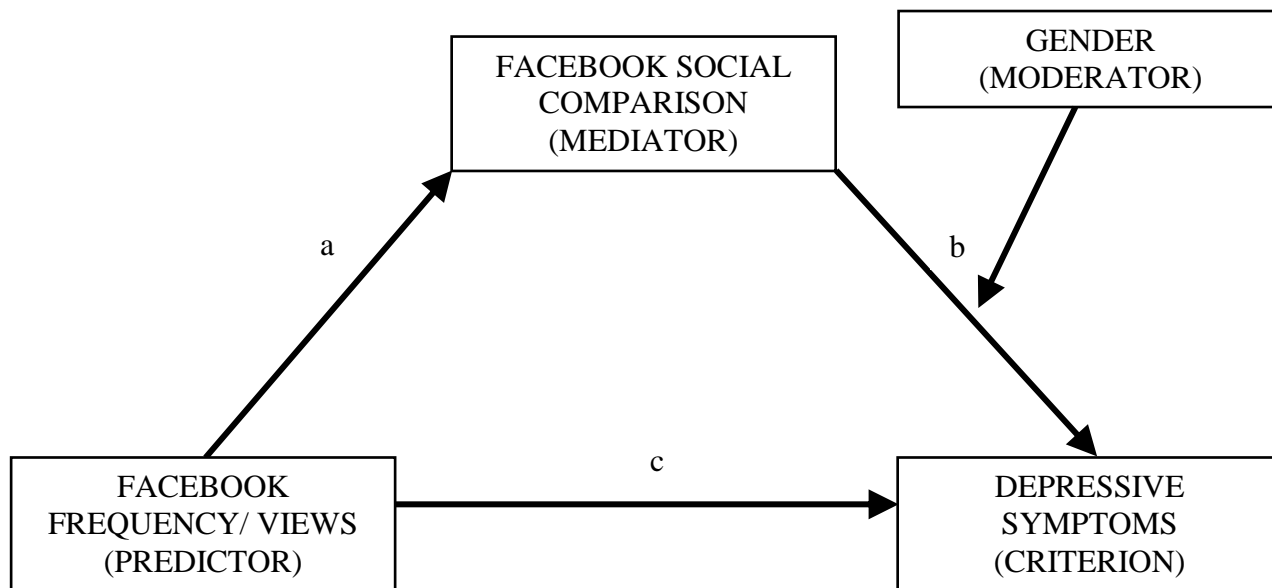 GENDER
(MODERATOR)
FACEBOOK SOCIAL
COMPARISON
(MEDIATOR)
a
b
c
FACEBOOK
FREQUENCY/ VIEWS
(PREDICTOR)
DEPRESSIVE
SYMPTOMS
(CRITERION)